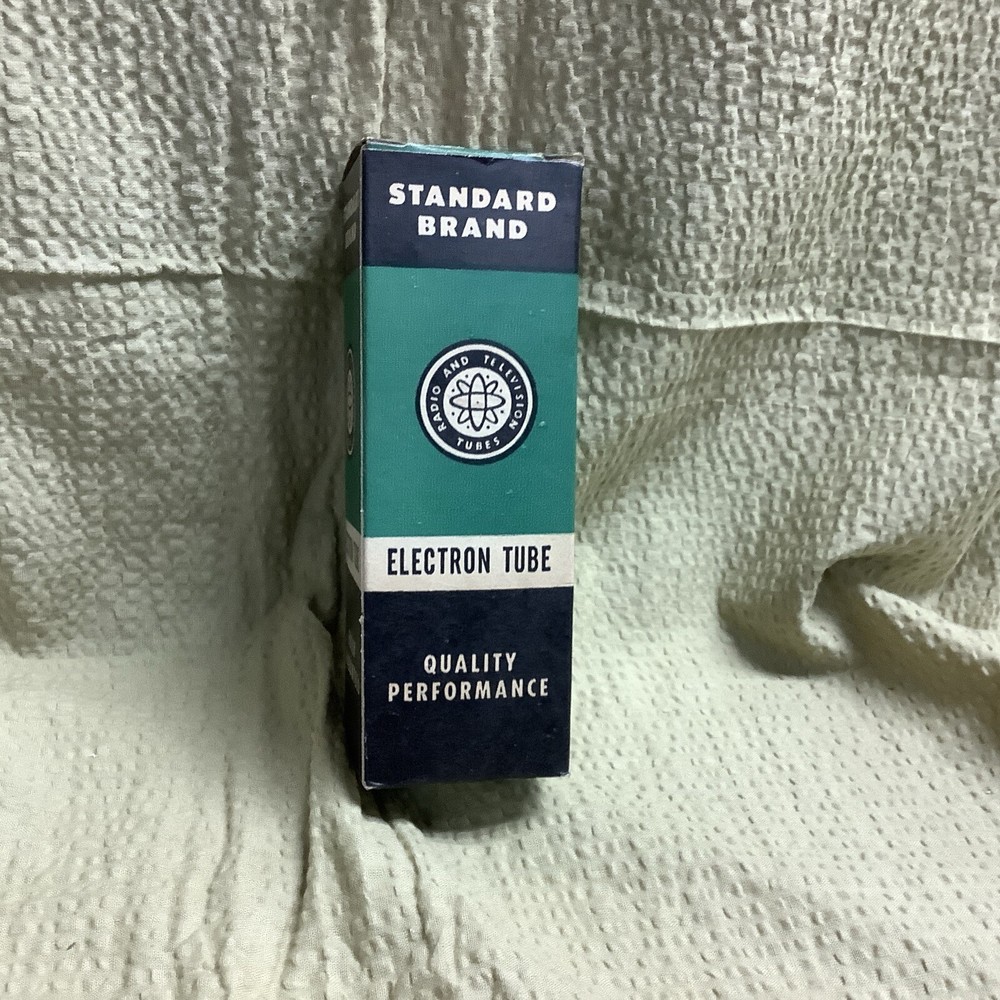 STANDARD
BRAND
RADIO AND TELEVISION
TUBES
ELECTRON TUBE
QUALITY
PERFORMANCE